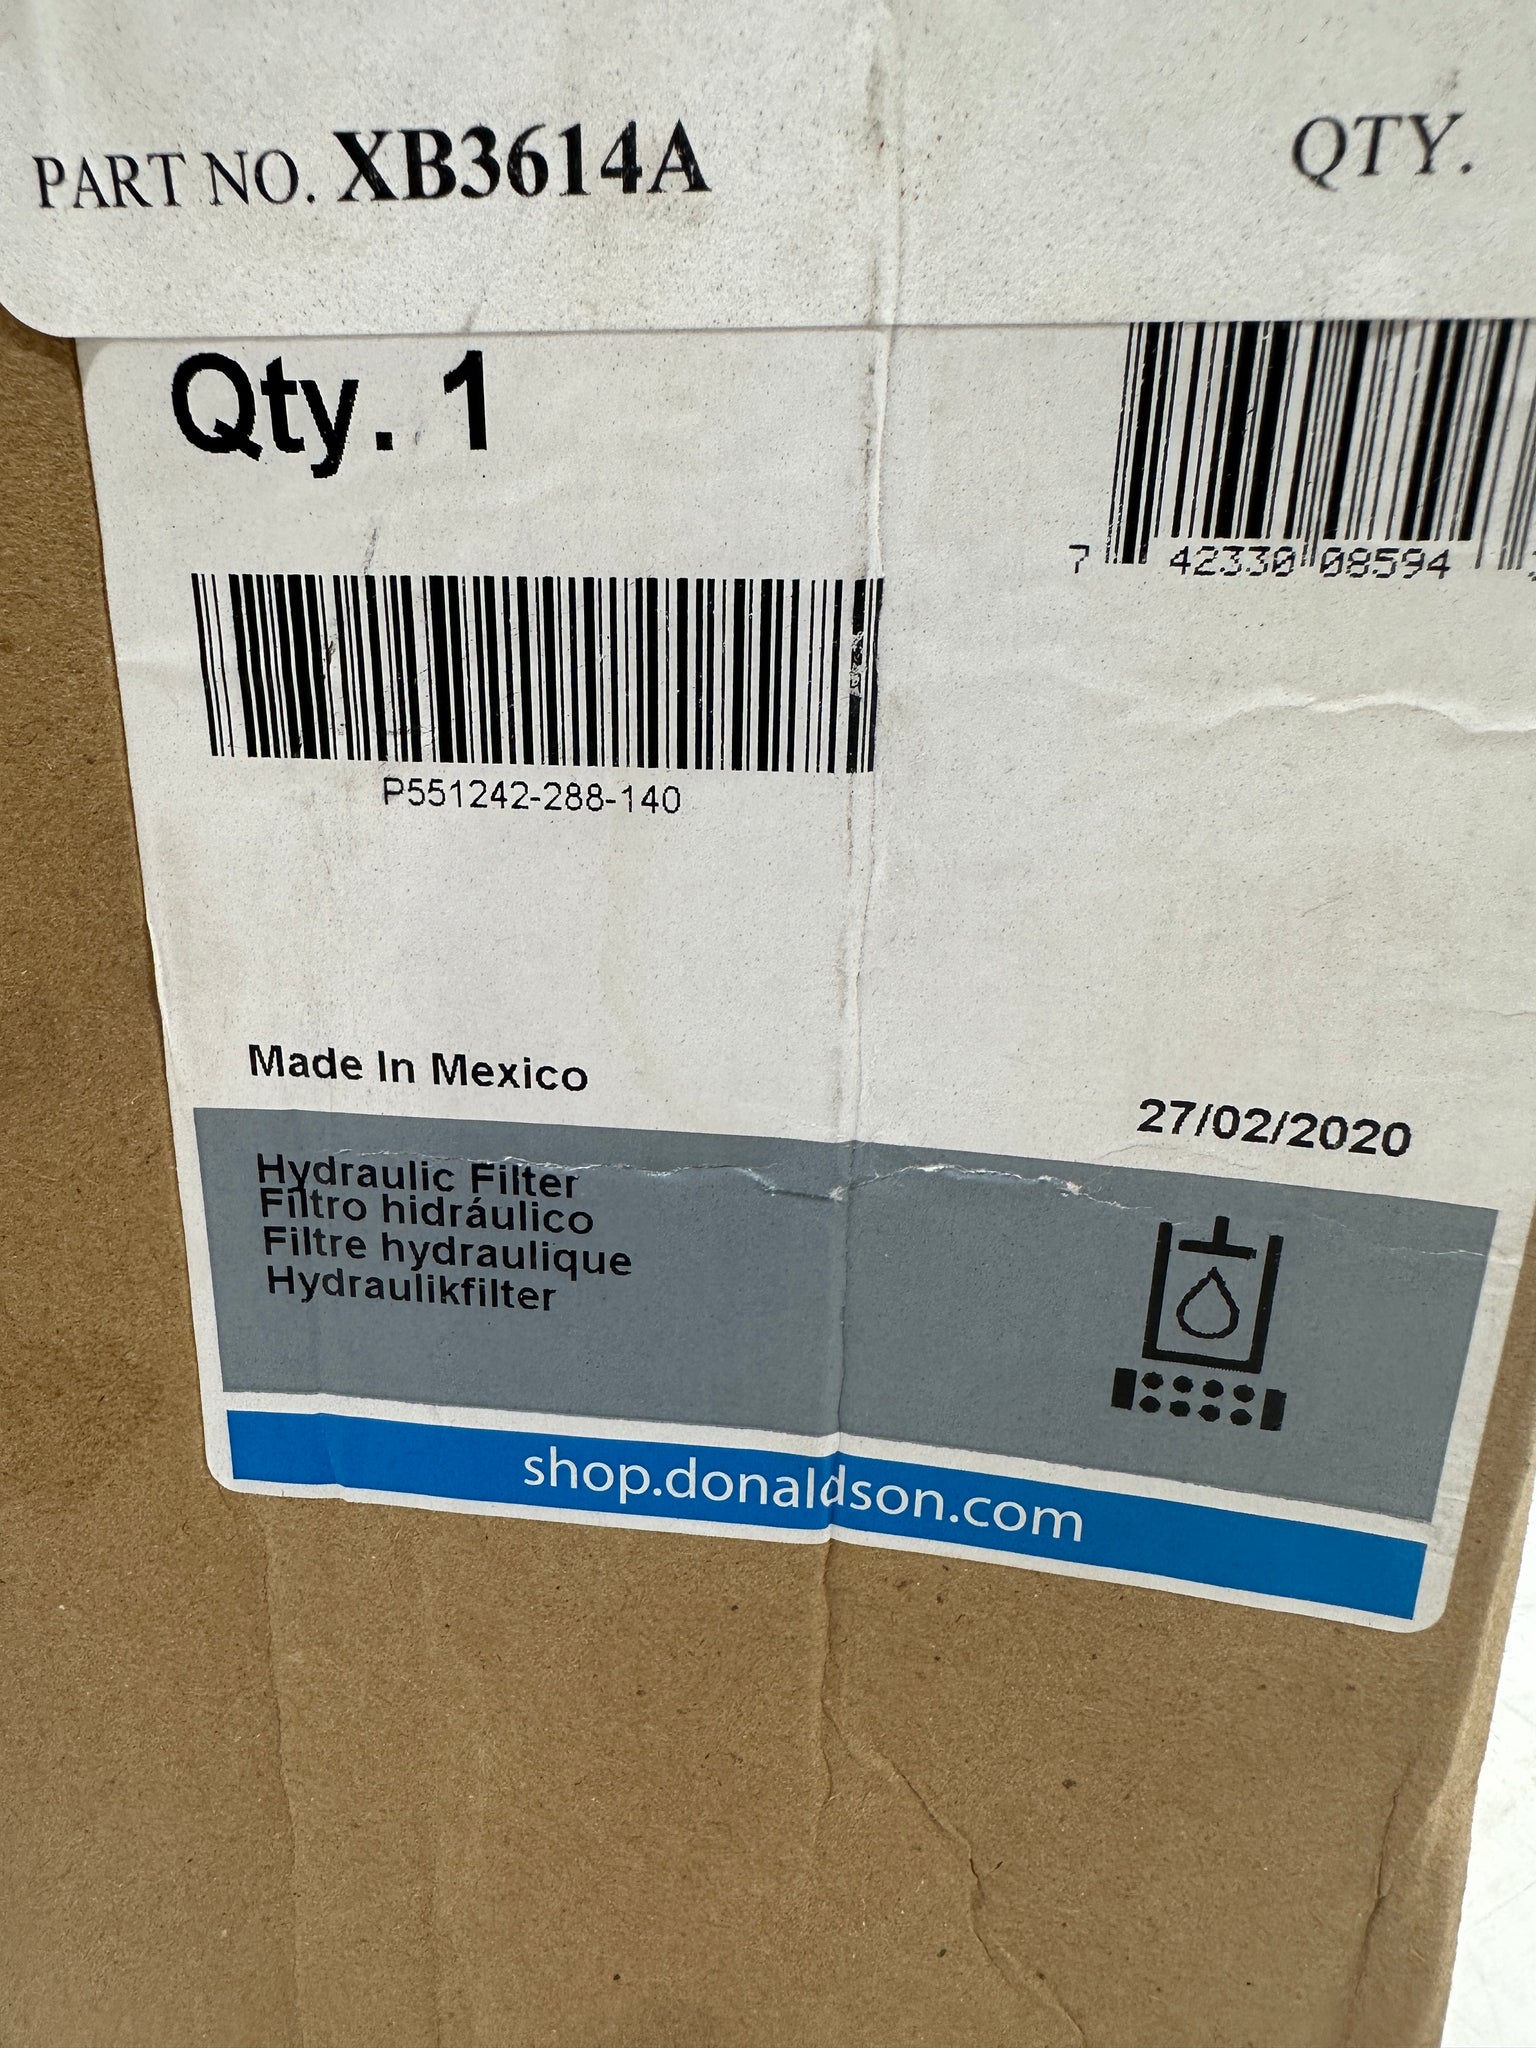 PART NO. XB3614A QTY.
Qty. 1
7 42330 08594
P551242-288-140
Made In Mexico
27/02/2020
Hydraulic Filter
Filtro hidráulico
Filtre hydraulique
Hydraulikfilter
shop.donaldson.com